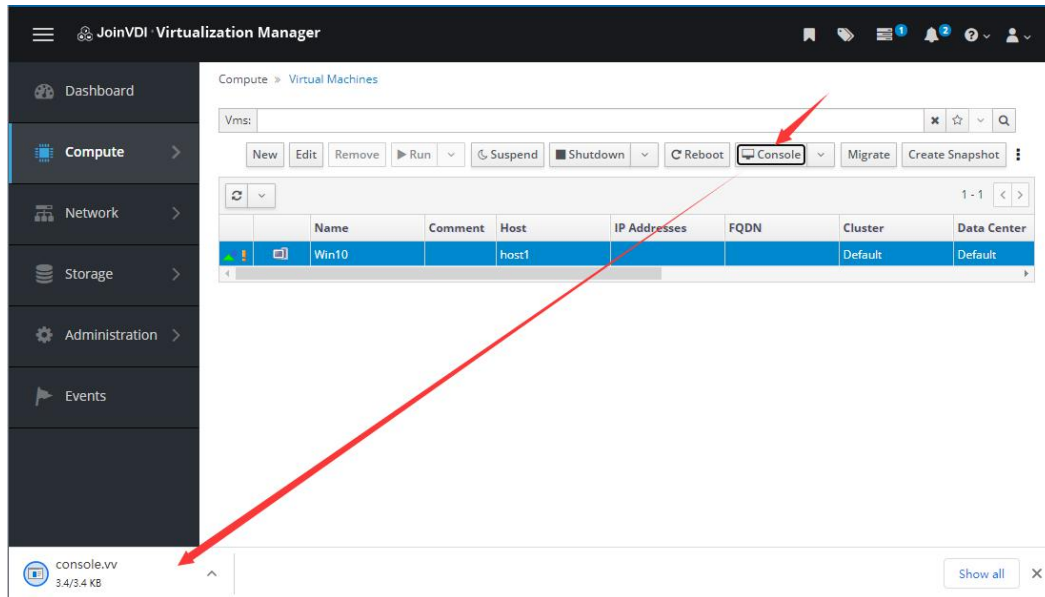 JoinVDI · Virtualization Manager
1
2
Dashboard
Compute
Network
Storage
Administration
Events
Compute » Virtual Machines
Vms:
New Edit Remove Run Suspend Shutdown Reboot Console Migrate Create Snapshot
1 - 1
Name Comment Host IP Addresses FQDN Cluster Data Center
Win10 host1 Default Default
console.vv
3.4/3.4 KB
Show all